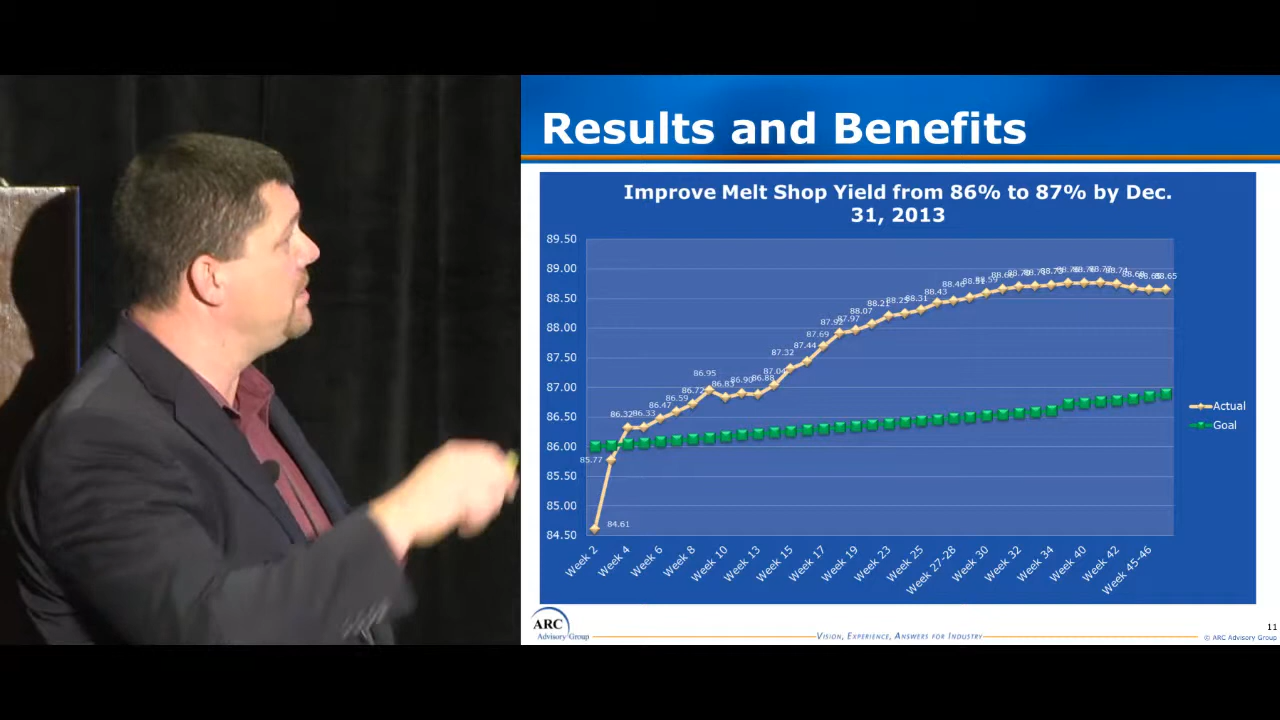 Results and Benefits
Improve Melt Shop Yield from 86% to 87% by Dec.
31, 2013
89.50
89.00
88.50
88.00
87.50
87.00
86.50
86.00
85.50
85.00
84.50
84.61
85.77
86.32
86.33
86.47
86.59
86.72
86.95
86.83
86.90
86.88
87.04
87.32
87.44
87.69
87.92
87.97
88.07
88.21
88.25
88.31
88.43
88.46
88.51
88.59
88.65
Actual
Goal
Week 2
Week 4
Week 6
Week 8
Week 10
Week 13
Week 15
Week 17
Week 19
Week 23
Week 25
Week 27-28
Week 30
Week 32
Week 34
Week 40
Week 42
Week 45-46
ARC
Advisory Group
VISION, EXPERIENCE, ANSWERS FOR INDUSTRY
11
© ARC Advisory Group